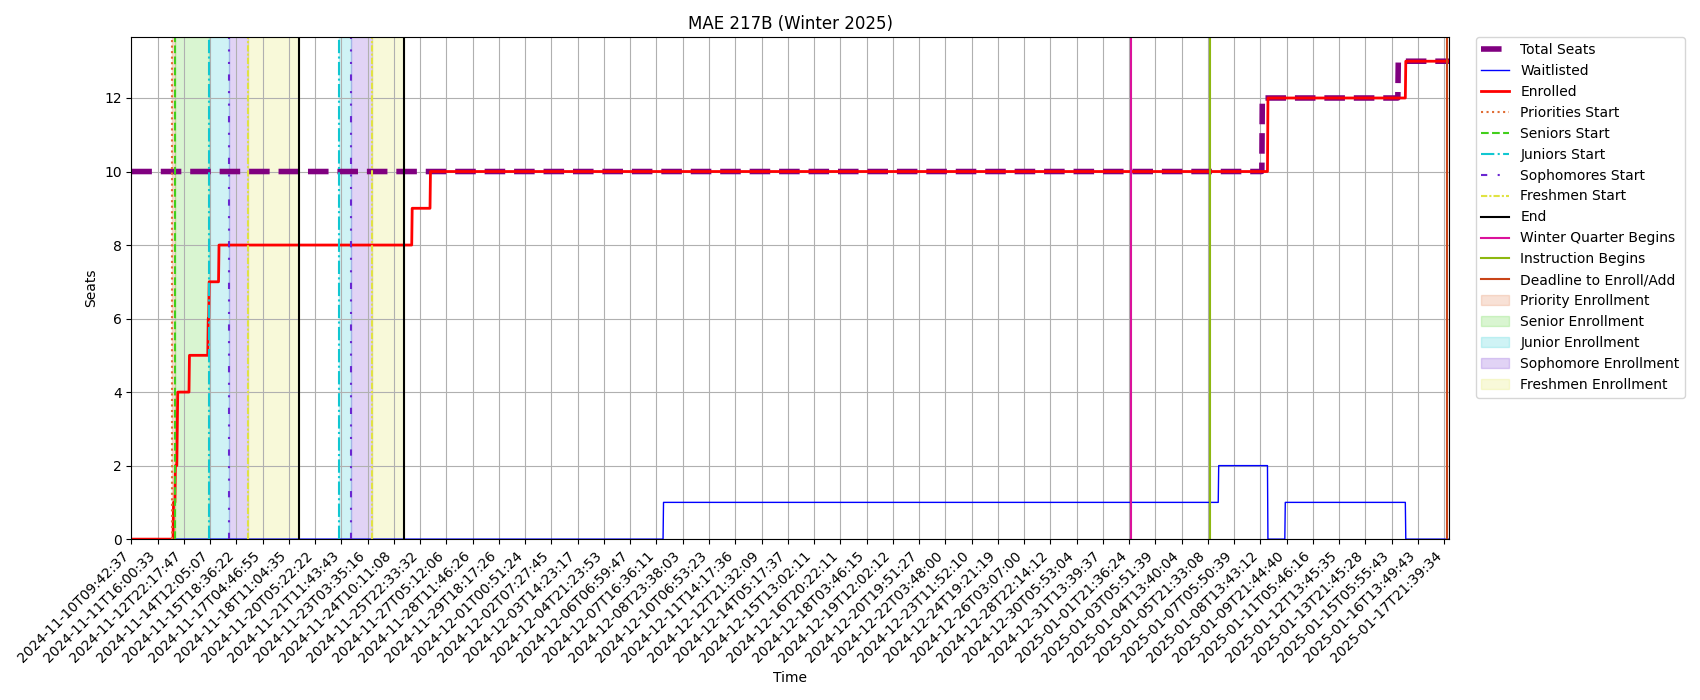 MAE 217B (Winter 2025)
Seats
12
10
8
6
4
2
0
2024-11-10T09:42:37
2024-11-11T16:00:33
2024-11-12T22:17:47
2024-11-14T12:05:07
2024-11-15T18:36:22
2024-11-17T04:46:55
2024-11-18T11:04:35
2024-11-20T05:22:22
2024-11-21T11:43:43
2024-11-23T03:35:16
2024-11-24T10:11:08
2024-11-25T22:33:32
2024-11-27T05:12:06
2024-11-28T11:46:26
2024-11-29T18:17:26
2024-12-01T00:51:24
2024-12-02T07:27:45
2024-12-03T14:23:17
2024-12-04T21:23:53
2024-12-06T06:59:47
2024-12-07T16:36:11
2024-12-08T23:38:03
2024-12-10T06:53:23
2024-12-11T14:17:36
2024-12-12T21:32:09
2024-12-14T05:17:37
2024-12-15T13:02:11
2024-12-16T20:22:11
2024-12-18T03:46:15
2024-12-19T12:02:12
2024-12-20T19:51:27
2024-12-22T03:48:00
2024-12-23T11:52:10
2024-12-24T19:21:19
2024-12-26T03:07:00
2024-12-28T22:14:12
2024-12-30T05:53:04
2024-12-31T13:39:37
2025-01-01T21:36:24
2025-01-03T05:51:39
2025-01-04T13:40:04
2025-01-05T21:33:08
2025-01-07T05:50:39
2025-01-08T13:43:12
2025-01-09T21:44:40
2025-01-11T05:46:16
2025-01-12T13:45:35
2025-01-13T21:45:28
2025-01-15T05:55:43
2025-01-16T13:49:43
2025-01-17T21:39:34
Time
Total Seats
Waitlisted
Enrolled
Priorities Start
Seniors Start
Juniors Start
Sophomores Start
Freshmen Start
End
Winter Quarter Begins
Instruction Begins
Deadline to Enroll/Add
Priority Enrollment
Senior Enrollment
Junior Enrollment
Sophomore Enrollment
Freshmen Enrollment